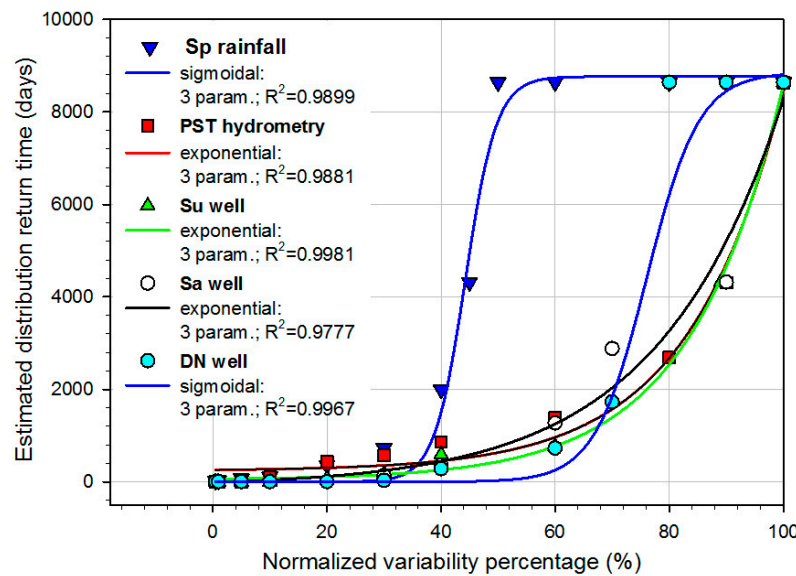 10000
8000
6000
4000
2000
0
Estimated distribution return time (days)
Sp rainfall
sigmoidal:
3 param.; R²=0.9899
PST hydrometry
exponential:
3 param.; R²=0.9881
Su well
exponential:
3 param.; R²=0.9981
Sa well
exponential:
3 param.; R²=0.9777
DN well
sigmoidal:
3 param.; R²=0.9967
0 20 40 60 80 100
Normalized variability percentage (%)